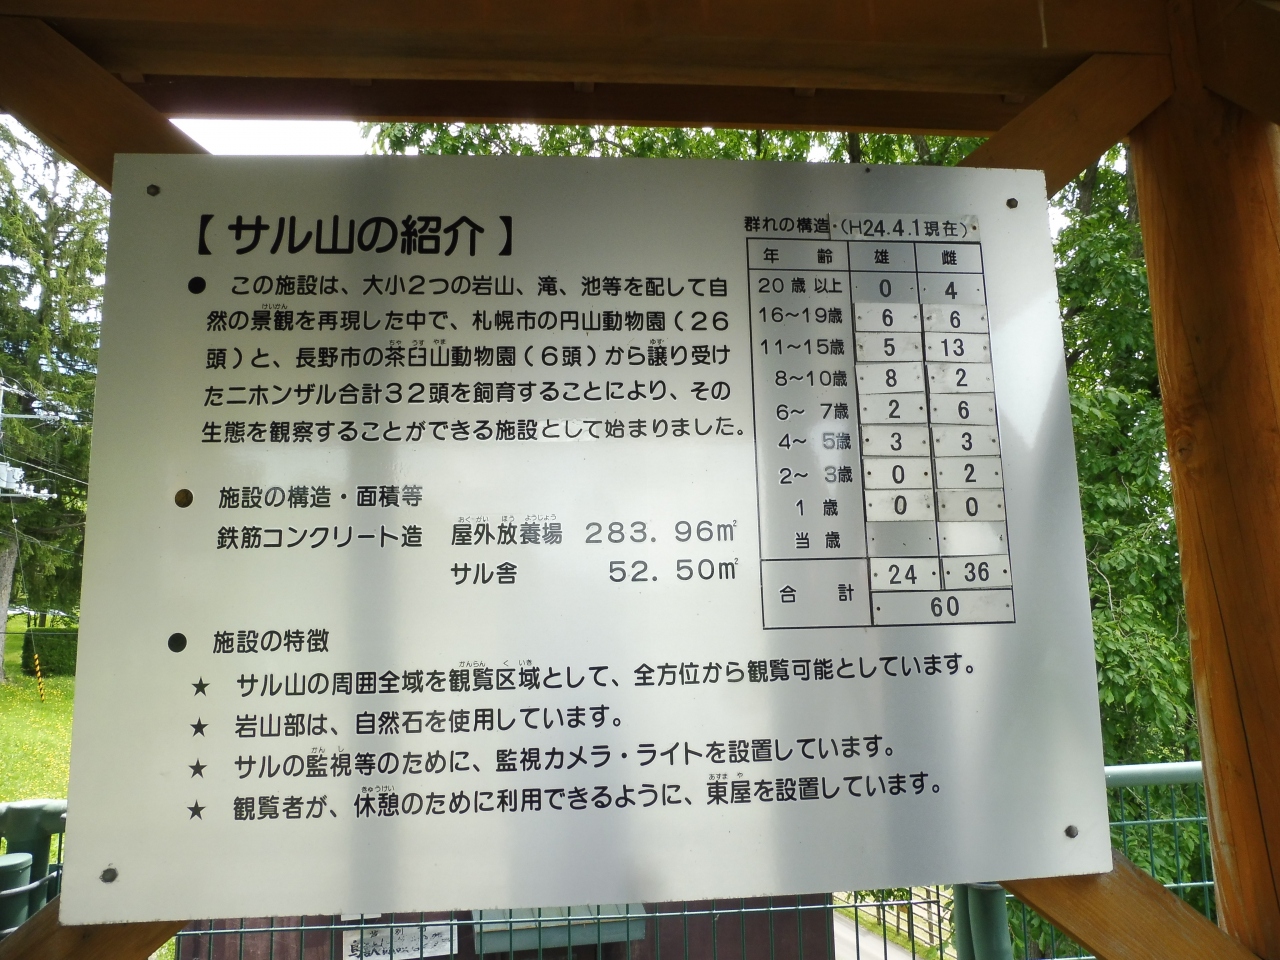 【サル山の紹介】
● この施設は、大小2つの岩山、滝、池等を配して自
然の景観を再現した中で、札幌市の円山動物園(26
頭)と、長野市の茶臼山動物園(6頭)から譲り受け
たニホンザル合計32頭を飼育することにより、その
生態を観察することができる施設として始まりました。
● 施設の構造・面積等
鉄筋コンクリート造 屋外放養場 283.96㎡
サル舎 52.50㎡
群れの構造・(H24.4.1現在)
年 齢 雄 雌
20歳以上 0 4
16~19歳 6 6
11~15歳 5 13
8~10歳 8 2
6~ 7歳 2 6
4~ 5歳 3 3
2~ 3歳 0 2
1 歳 0 0
当 歳
合 計 24 36
60
● 施設の特徴
★ サル山の周囲全域を観覧区域として、全方位から観覧可能としています。
★ 岩山部は、自然石を使用しています。
★ サルの監視等のために、監視カメラ・ライトを設置しています。
★ 観覧者が、休憩のために利用できるように、東屋を設置しています。